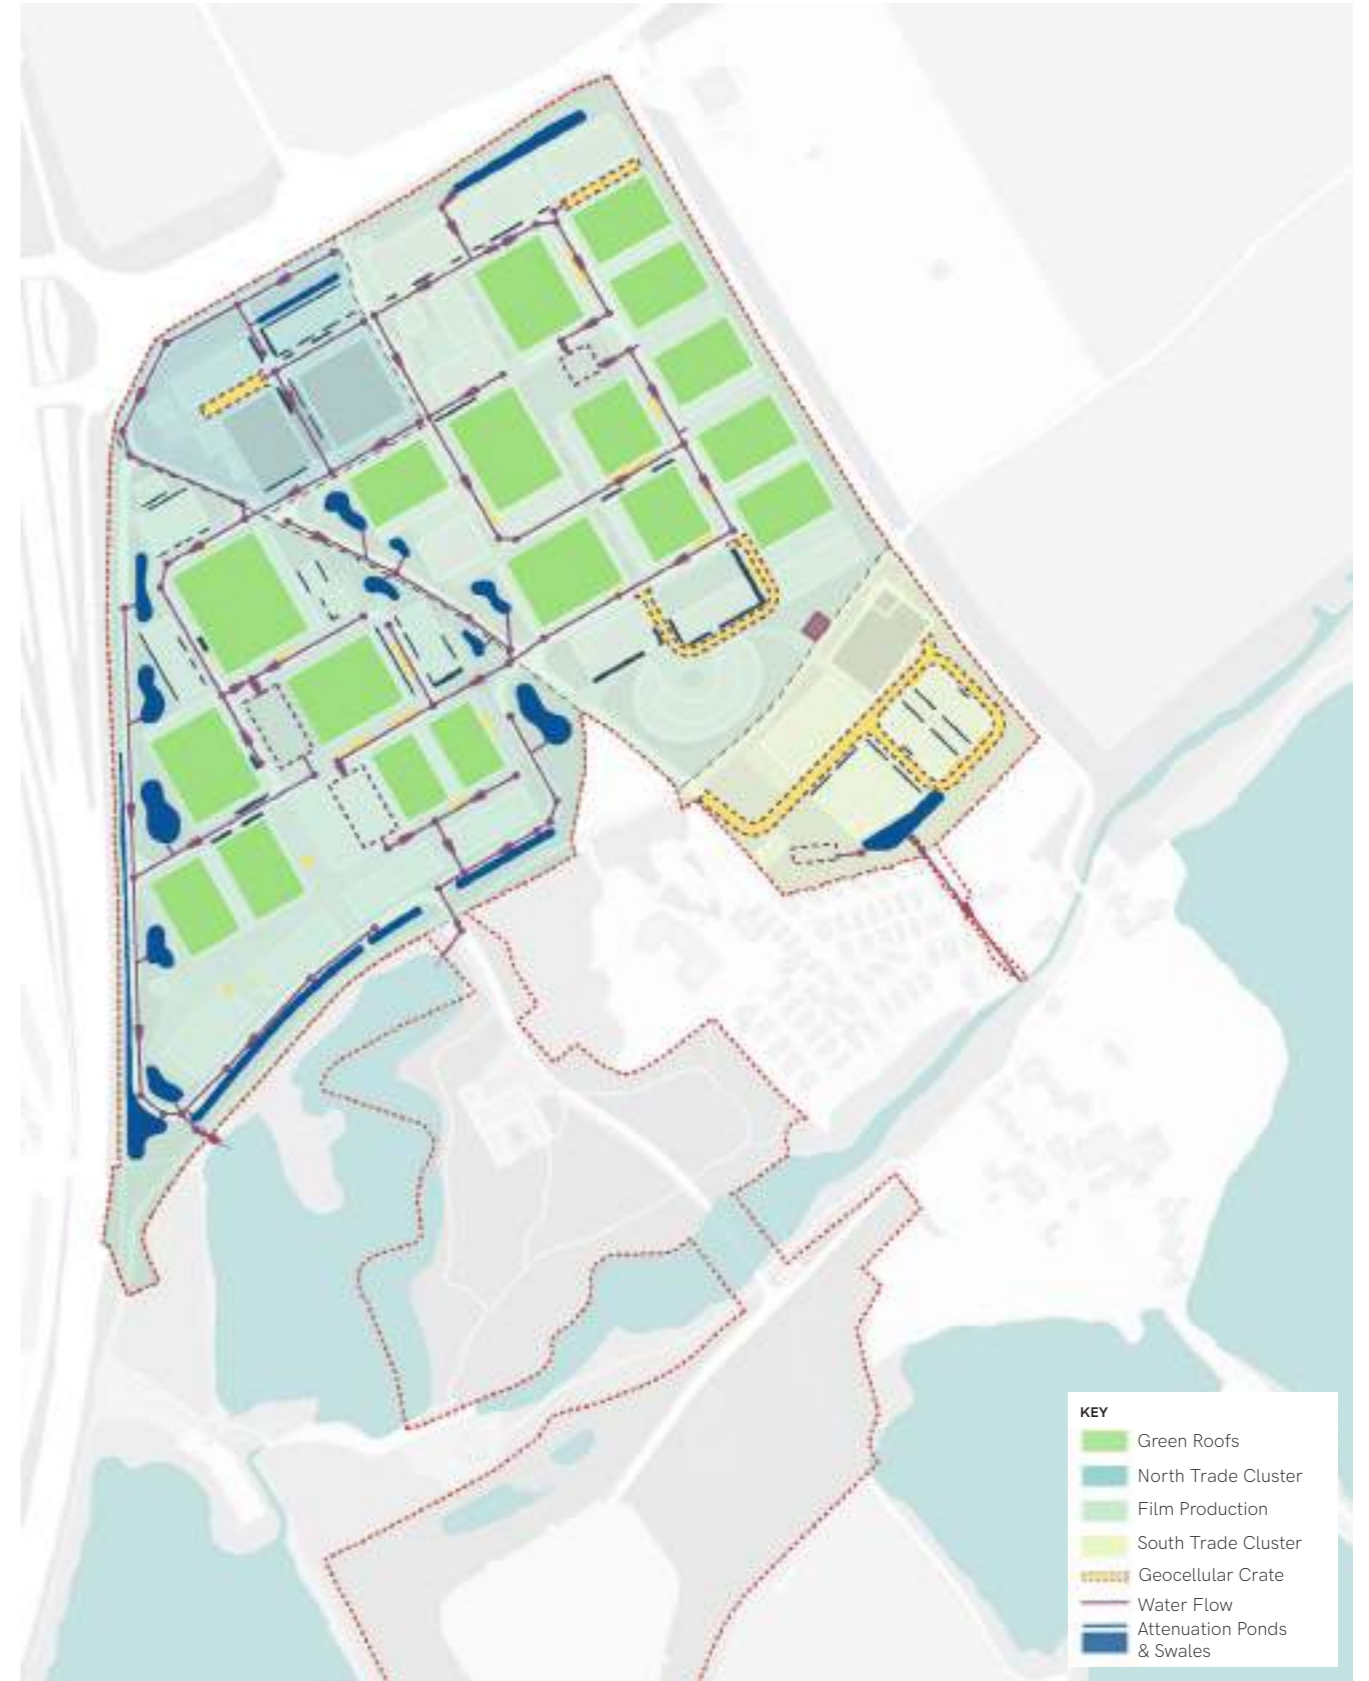 KEY
Green Roofs
North Trade Cluster
Film Production
South Trade Cluster
Geocellular Crate
Water Flow
Attenuation Ponds
& Swales